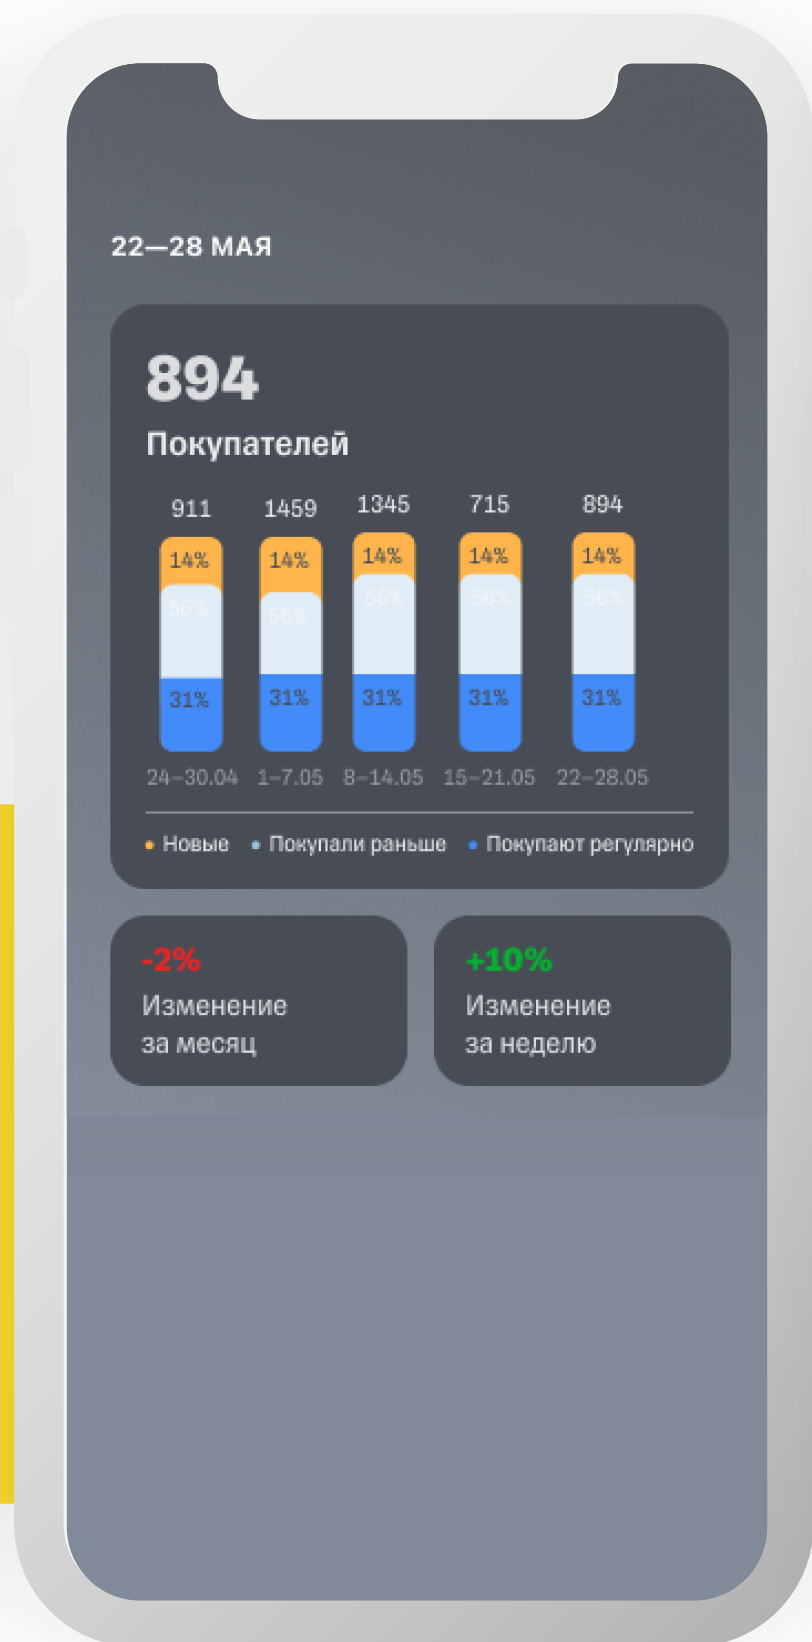 22—28 МАЯ
894
Покупателей
911 1459 1345 715 894
14% 14% 14% 14% 14%
56% 56% 56% 56% 56%
31% 31% 31% 31% 31%
24–30.04 1–7.05 8–14.05 15–21.05 22–28.05
Новые Покупали раньше Покупают регулярно
-2%
Изменение
за месяц
+10%
Изменение
за неделю